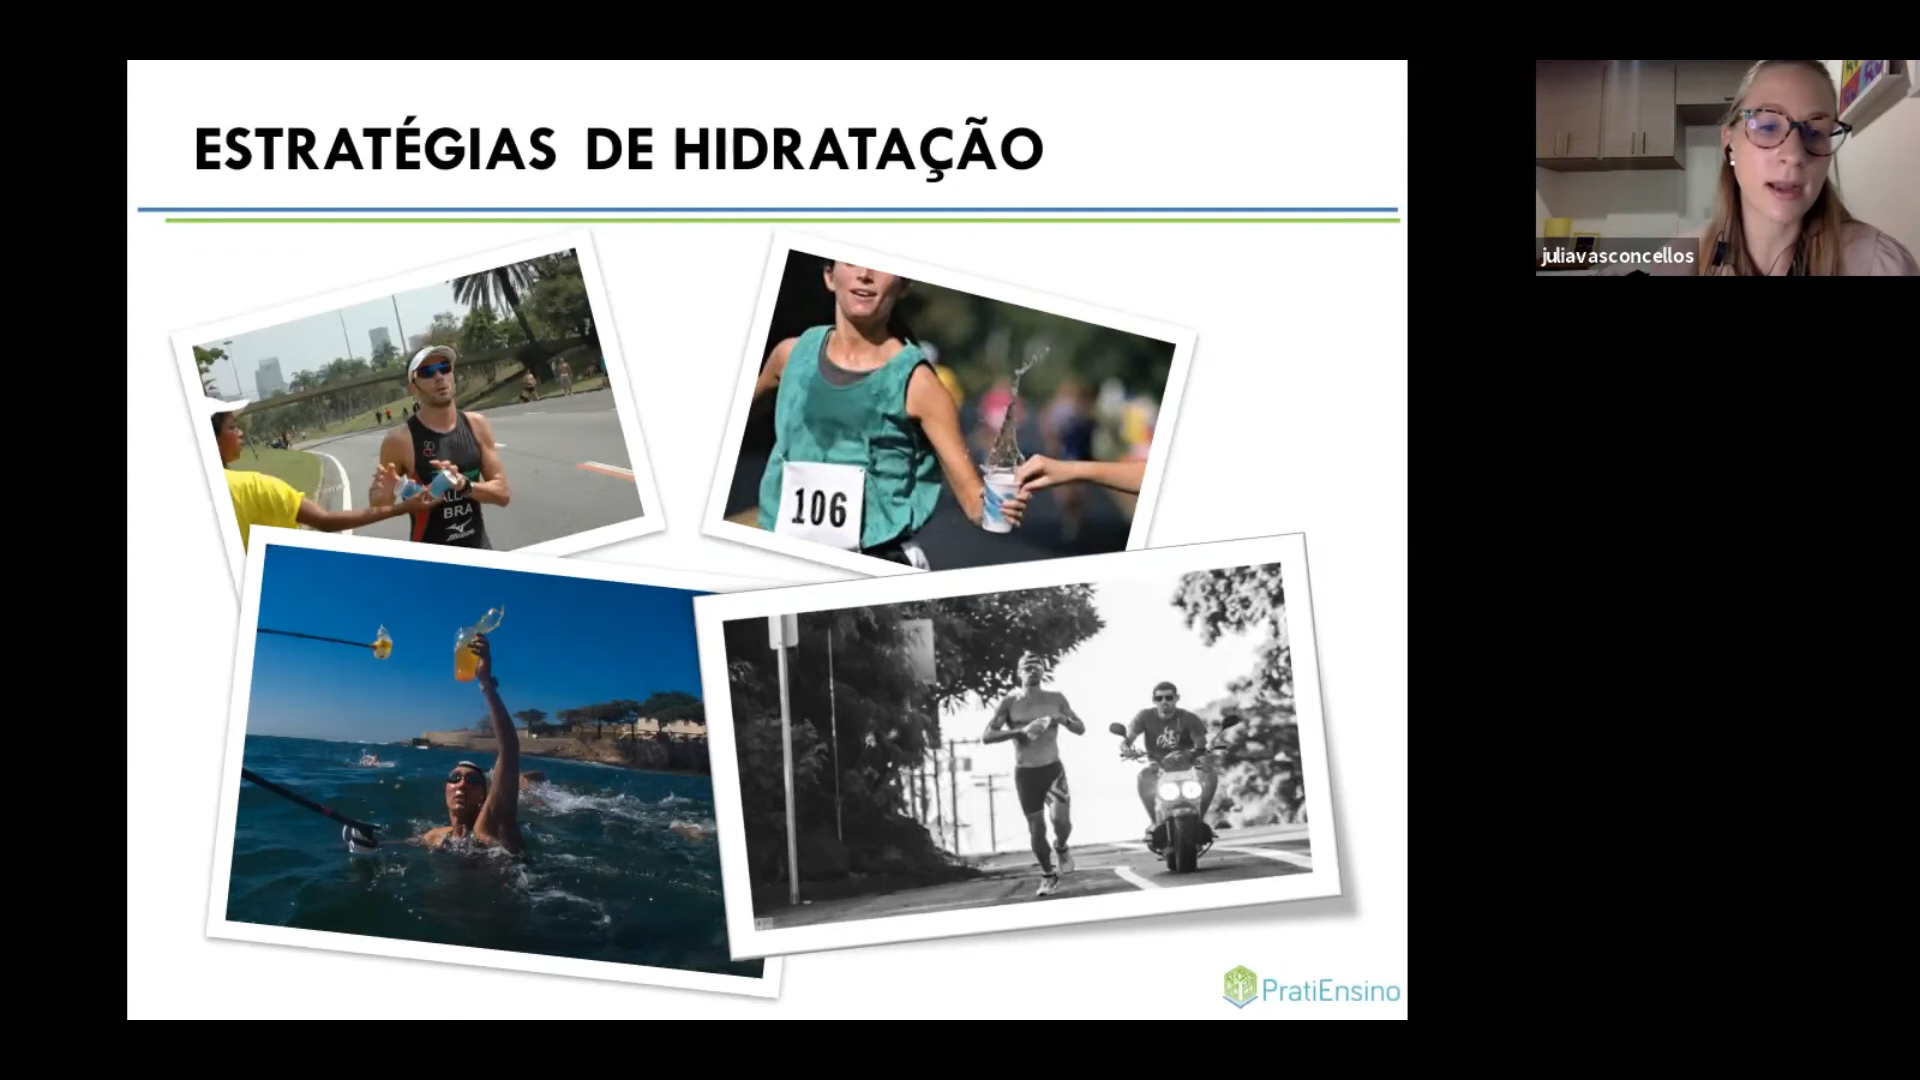 ESTRATÉGIAS DE HIDRATAÇÃO
juliavasconcellos
BRA
106
PratiEnsino